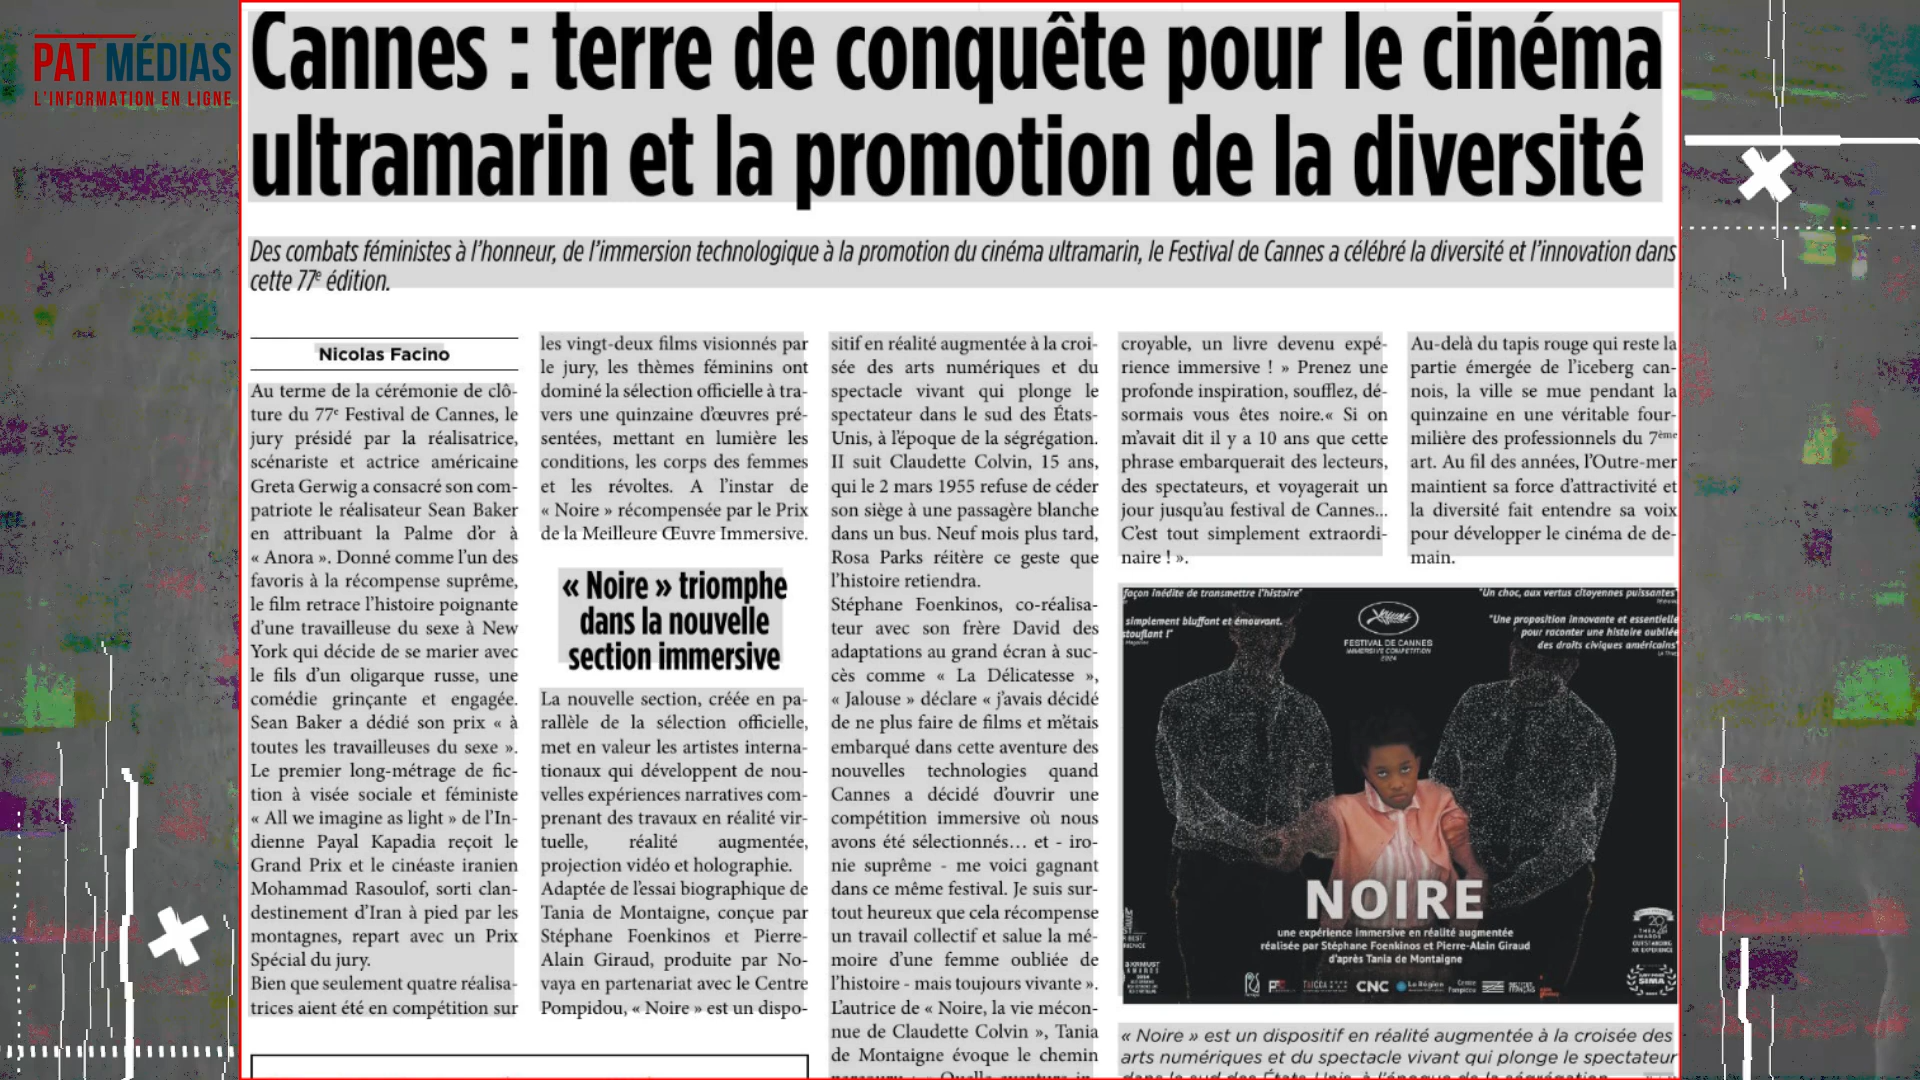 PAT MÉDIAS
L'INFORMATION EN LIGNE
Cannes : terre de conquête pour le cinéma
ultramarin et la promotion de la diversité
Des combats féministes à l'honneur, de l'immersion technologique à la promotion du cinéma ultramarin, le Festival de Cannes a célébré la diversité et l'innovation dans
cette 77e édition.
Nicolas Facino
Au terme de la cérémonie de clô-
ture du 77e Festival de Cannes, le
jury présidé par la réalisatrice,
scénariste et actrice américaine
Greta Gerwig a consacré son com-
patriote le réalisateur Sean Baker
en attribuant la Palme d'or à
« Anora ». Donné comme l'un des
favoris à la récompense suprême,
le film retrace l'histoire poignante
d'une travailleuse du sexe à New
York qui décide de se marier avec
le fils d'un oligarque russe, une
comédie grinçante et engagée.
Sean Baker a dédié son prix « à
toutes les travailleuses du sexe ».
Le premier long-métrage de fic-
tion à visée sociale et féministe
« All we imagine as light » de l'In-
dienne Payal Kapadia reçoit le
Grand Prix et le cinéaste iranien
Mohammad Rasoulof, sorti clan-
destinement d'Iran à pied par les
montagnes, repart avec un Prix
Spécial du jury.
Bien que seulement quatre réalisa-
trices aient été en compétition sur
les vingt-deux films visionnés par
le jury, les thèmes féminins ont
dominé la sélection officielle à tra-
vers une quinzaine d'œuvres pré-
sentées, mettant en lumière les
conditions, les corps des femmes
et les révoltes. A l'instar de
« Noire » récompensée par le Prix
de la Meilleure Œuvre Immersive.
« Noire » triomphe
dans la nouvelle
section immersive
La nouvelle section, créée en pa-
rallèle de la sélection officielle,
met en valeur les artistes interna-
tionaux qui développent de nou-
velles expériences narratives com-
prenant des travaux en réalité vir-
tuelle, réalité augmentée,
projection vidéo et holographie.
Adaptée de l'essai biographique de
Tania de Montaigne, conçue par
Stéphane Foenkinos et Pierre-
Alain Giraud, produite par No-
vaya en partenariat avec le Centre
Pompidou, « Noire » est un dispo-
sitif en réalité augmentée à la croi-
sée des arts numériques et du
spectacle vivant qui plonge le
spectateur dans le sud des États-
Unis, à l'époque de la ségrégation.
II suit Claudette Colvin, 15 ans,
qui le 2 mars 1955 refuse de céder
son siège à une passagère blanche
dans un bus. Neuf mois plus tard,
Rosa Parks réitère ce geste que
l'histoire retiendra.
Stéphane Foenkinos, co-réalisa-
teur avec son frère David des
adaptations au grand écran à suc-
cès comme « La Délicatesse »,
« Jalouse » déclare « j'avais décidé
de ne plus faire de films et m'étais
embarqué dans cette aventure des
nouvelles technologies quand
Cannes a décidé d'ouvrir une
compétition immersive où nous
avons été sélectionnés… et - iro-
nie suprême - me voici gagnant
dans ce même festival. Je suis sur-
tout heureux que cela récompense
un travail collectif et salue la mé-
moire d'une femme oubliée de
l'histoire - mais toujours vivante ».
L'autrice de « Noire, la vie mécon-
nue de Claudette Colvin », Tania
de Montaigne évoque le chemin
croyable, un livre devenu expé-
rience immersive ! » Prenez une
profonde inspiration, soufflez, dé-
sormais vous êtes noire.« Si on
m'avait dit il y a 10 ans que cette
phrase embarquerait des lecteurs,
des spectateurs, et voyagerait un
jour jusqu'au festival de Cannes...
C'est tout simplement extraordi-
naire ! ».
Au-delà du tapis rouge qui reste la
partie émergée de l'iceberg can-
nois, la ville se mue pendant la
quinzaine en une véritable four-
milière des professionnels du 7ème
art. Au fil des années, l'Outre-mer
maintient sa force d'attractivité et
la diversité fait entendre sa voix
pour développer le cinéma de de-
main.
façon inédite de transmettre l'histoire"
simplement bluffant et émouvant.
"Un choc, aux vertus citoyennes puissantes"
"Une proposition innovante et essentielle
pour raconter une histoire oubliée
des droits civiques américains"
FESTIVAL DE CANNES
IMMERSIVE COMPETITION
2024
NOIRE
une expérience immersive en réalité augmentée
réalisée par Stéphane Foenkinos et Pierre-Alain Giraud
d'après Tania de Montaigne
CNC
La Région
Centre
Pompidou
SIMA
« Noire » est un dispositif en réalité augmentée à la croisée des
arts numériques et du spectacle vivant qui plonge le spectateur